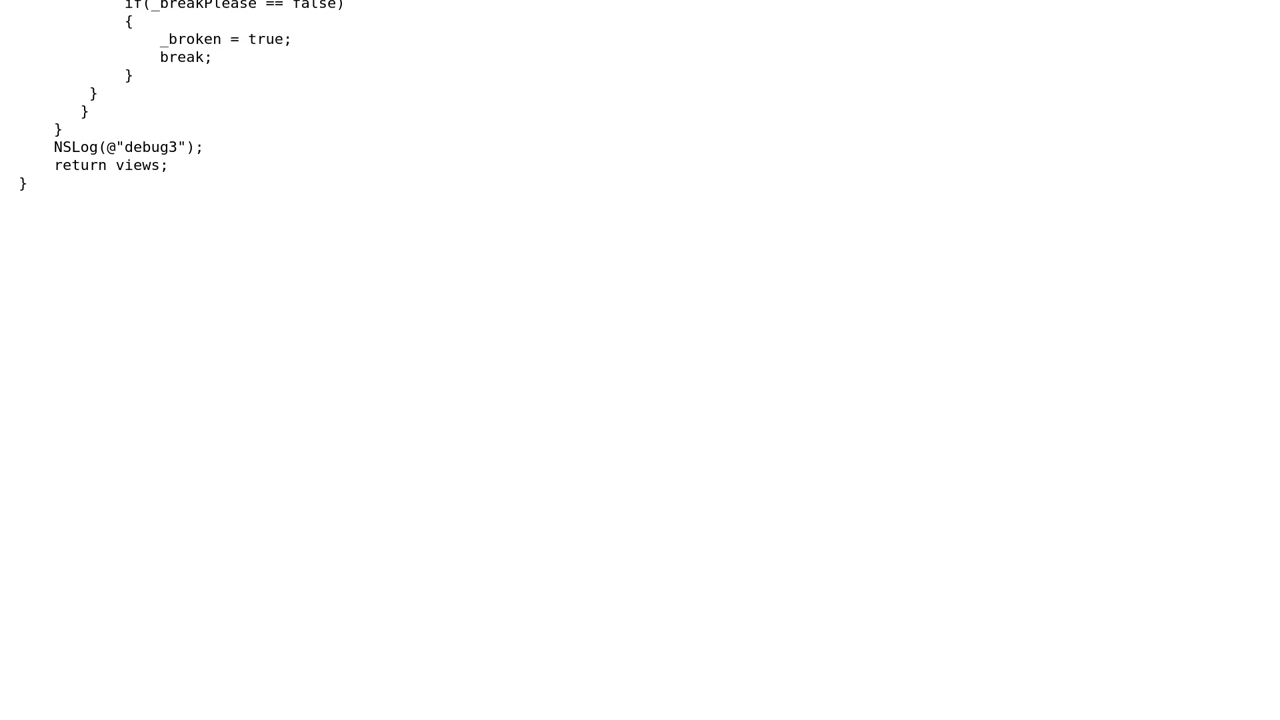 if(_breakPlease == false)
{
_broken = true;
break;
}
}
}
}
NSLog(@"debug3");
return views;
}